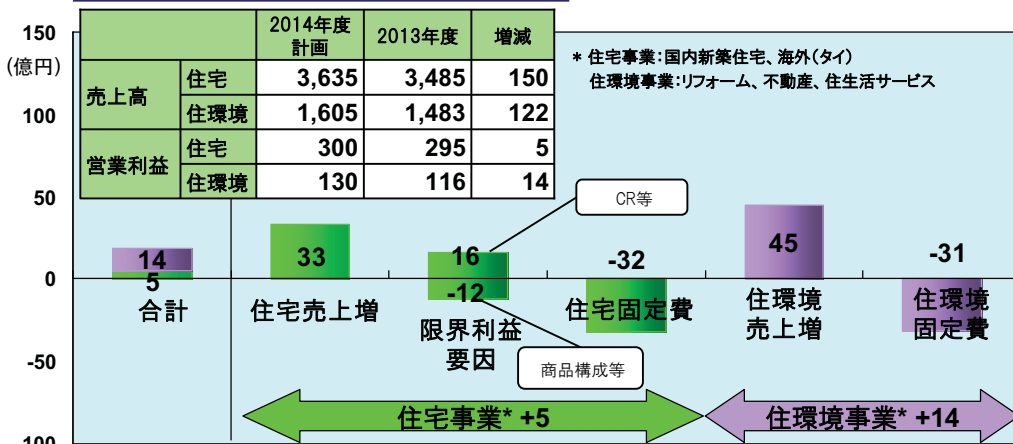 150
(億円)
100
50
0
-50
-100
2014年度計画 2013年度 増減
売上高 住宅 3,635 3,485 150
住環境 1,605 1,483 122
営業利益 住宅 300 295 5
住環境 130 116 14
* 住宅事業:国内新築住宅、海外(タイ)
住環境事業:リフォーム、不動産、住生活サービス
CR等
14
5
33
16
-12
-32
45
-31
合計
住宅売上増
限界利益
要因
住宅固定費
住環境
売上増
住環境
固定費
商品構成等
住宅事業* +5
住環境事業* +14